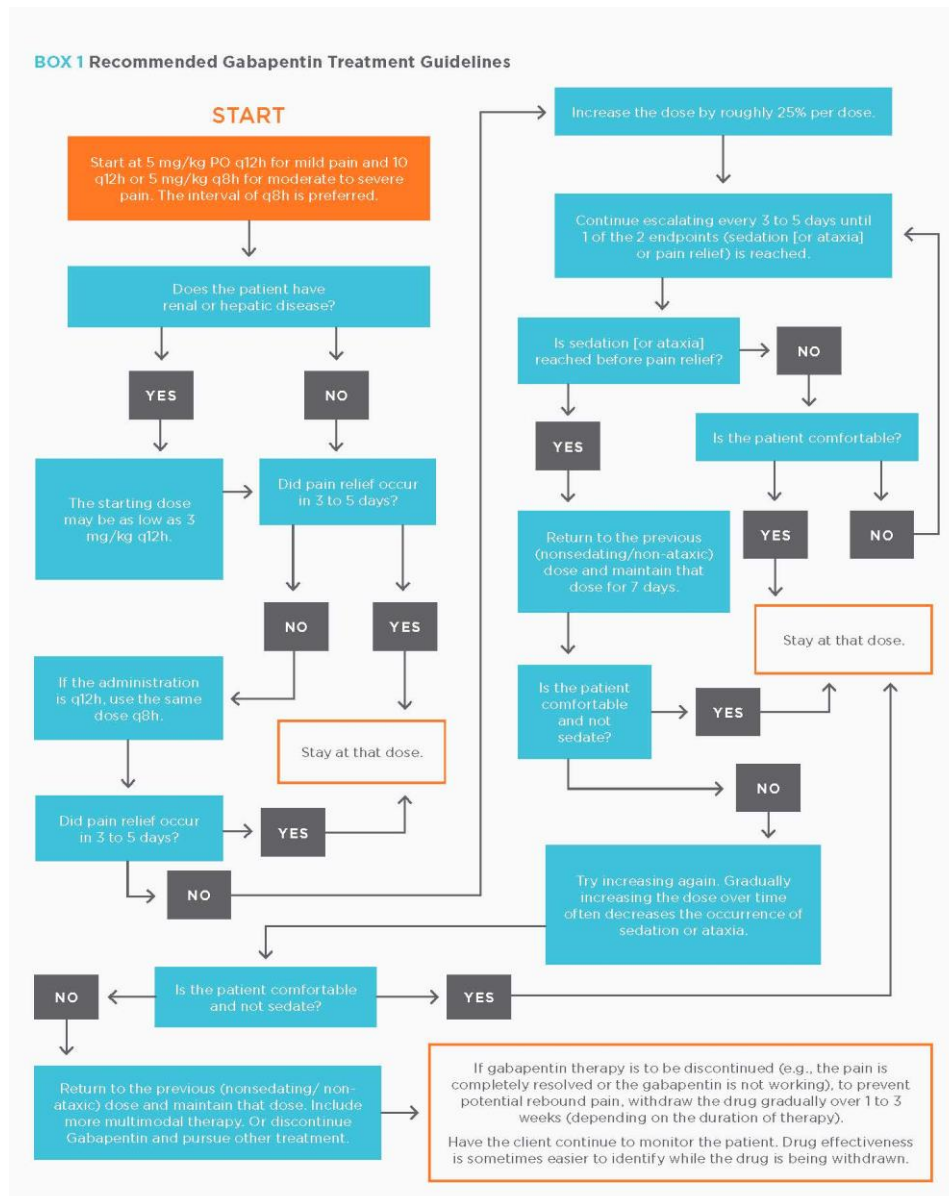 BOX 1 Recommended Gabapentin Treatment Guidelines
START
Start at 5 mg/kg PO q12h for mild pain and 10
q12h or 5 mg/kg q8h for moderate to severe
pain. The interval of q8h is preferred.
Does the patient have
renal or hepatic disease?
YES
NO
The starting dose
may be as low as 3
mg/kg q12h.
Did pain relief occur
in 3 to 5 days?
NO
YES
If the administration
is q12h, use the same
dose q8h.
Stay at that dose.
Did pain relief occur
in 3 to 5 days?
YES
NO
Increase the dose by roughly 25% per dose.
Continue escalating every 3 to 5 days until
1 of the 2 endpoints (sedation [or ataxia]
or pain relief) is reached.
Is sedation [or ataxia]
reached before pain relief?
NO
YES
Is the patient comfortable?
YES
NO
Return to the previous
(nonsedating/non-ataxic)
dose and maintain that
dose for 7 days.
Stay at that dose.
Is the patient
comfortable
and not
sedate?
YES
NO
Try increasing again. Gradually
increasing the dose over time
often decreases the occurrence of
sedation or ataxia.
Is the patient comfortable
and not sedate?
NO
YES
Return to the previous (nonsedating/ non-
ataxic) dose and maintain that dose. Include
more multimodal therapy. Or discontinue
Gabapentin and pursue other treatment.
If gabapentin therapy is to be discontinued (e.g., the pain is
completely resolved or the gabapentin is not working), to prevent
potential rebound pain, withdraw the drug gradually over 1 to 3
weeks (depending on the duration of therapy).
Have the client continue to monitor the patient. Drug effectiveness
is sometimes easier to identify while the drug is being withdrawn.